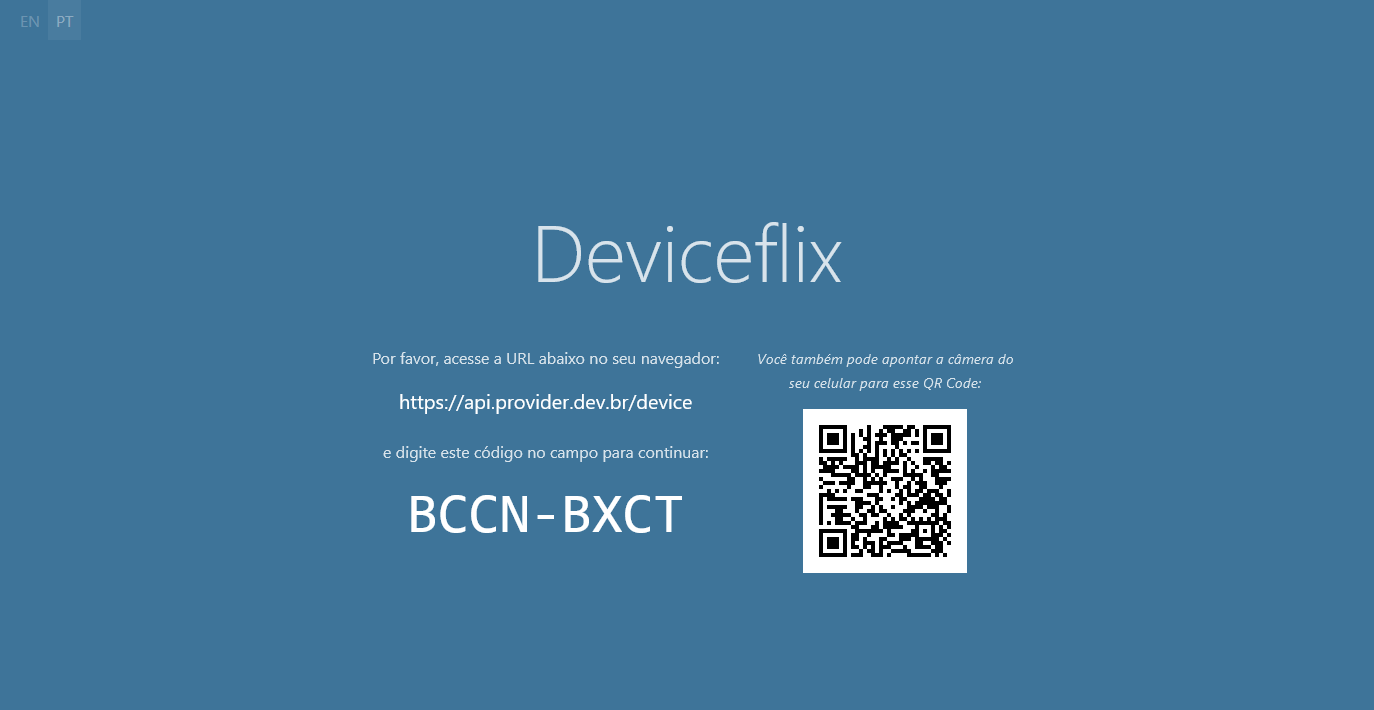 EN PT
Deviceflix
Por favor, acesse a URL abaixo no seu navegador:
https://api.provider.dev.br/device
e digite este código no campo para continuar:
BCCN-BXCT
Você também pode apontar a câmera do
seu celular para esse QR Code: